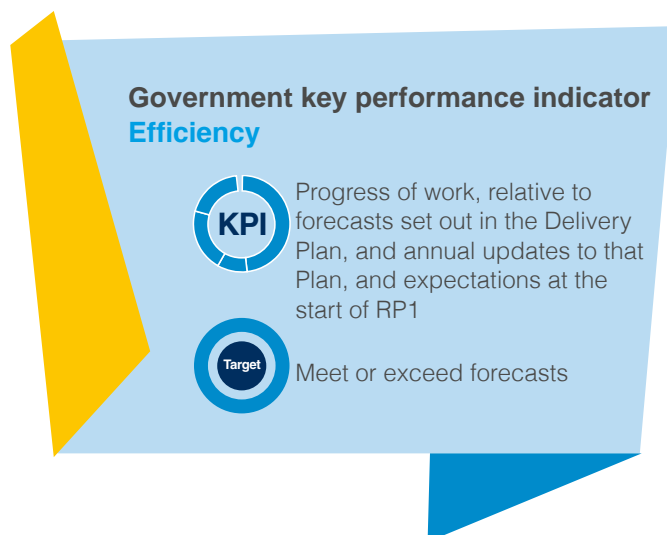 Government key performance indicator
Efficiency
KPI
Progress of work, relative to
forecasts set out in the Delivery
Plan, and annual updates to that
Plan, and expectations at the
start of RP1
Target
Meet or exceed forecasts